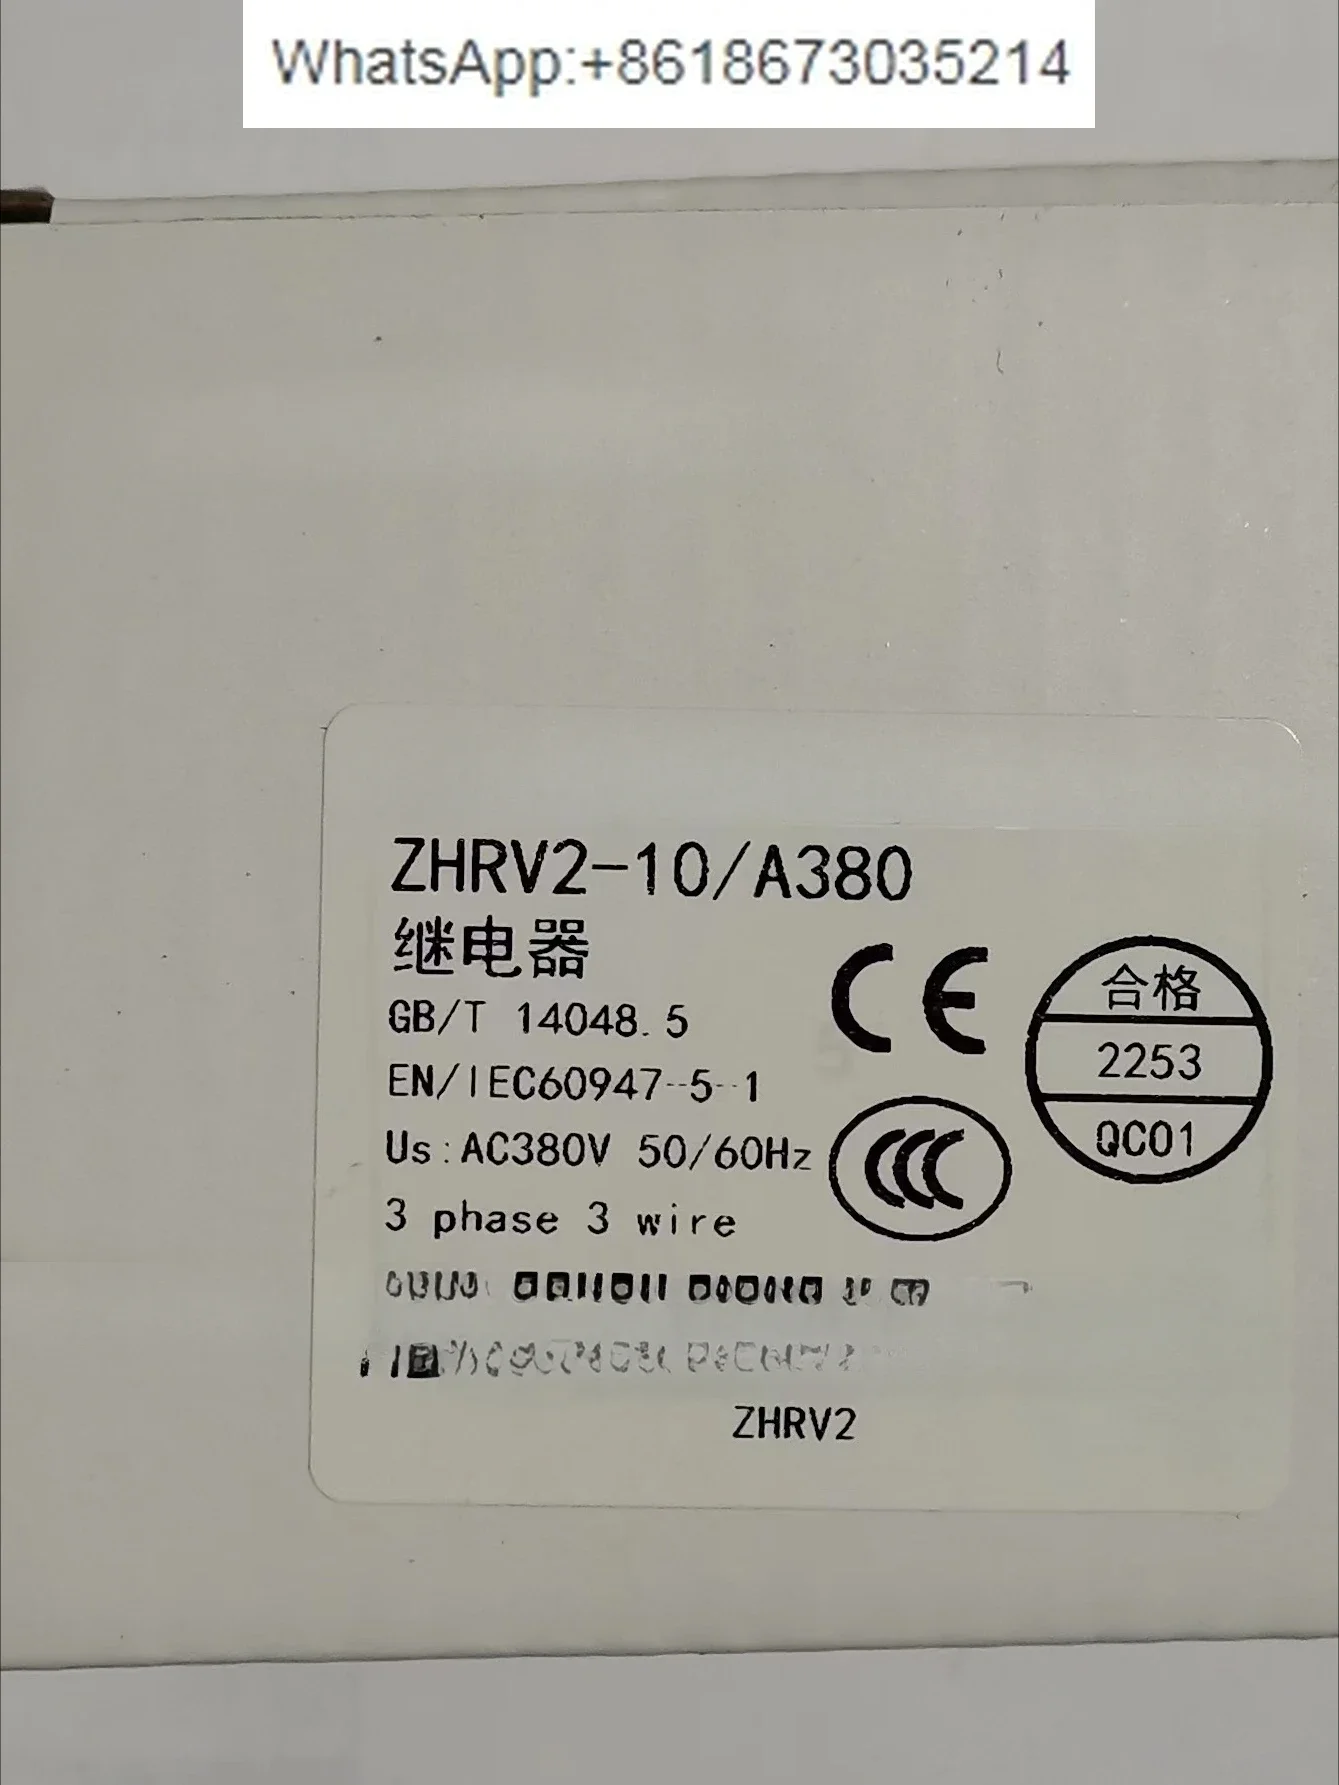 WhatsApp:+8618673035214
ZHRV2-10/A380
继电器
GB/T 14048.5
EN/IEC60947-5-1
Us:AC380V 50/60Hz
3 phase 3 wire
CE
合格
2253
QC01
CCC
ZHRV2